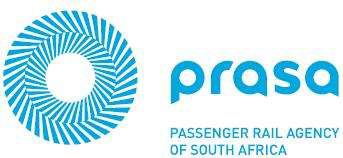 prasa
PASSENGER RAIL AGENCY
OF SOUTH AFRICA